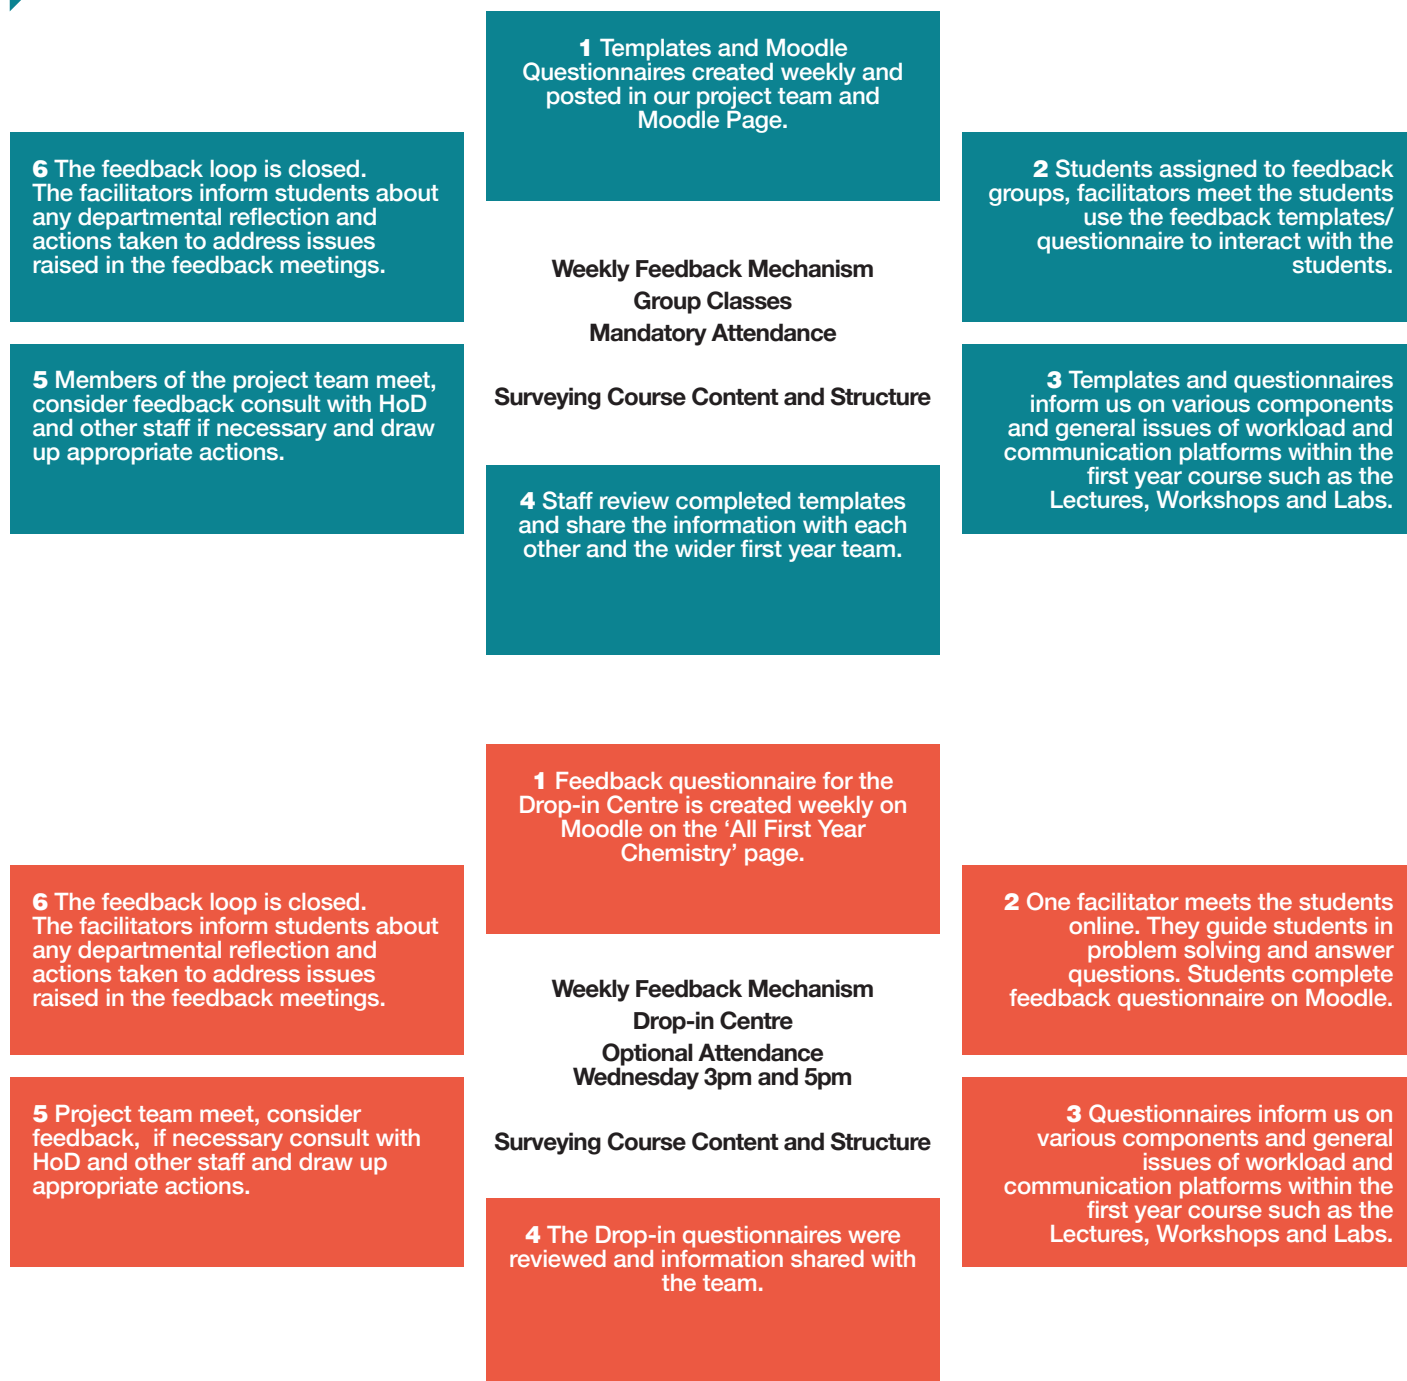 1 Templates and Moodle
Questionnaires created weekly and
posted in our project team and
Moodle Page.
2 Students assigned to feedback
groups, facilitators meet the students
use the feedback templates/
questionnaire to interact with the
students.
3 Templates and questionnaires
inform us on various components
and general issues of workload and
communication platforms within the
first year course such as the
Lectures, Workshops and Labs.
4 Staff review completed templates
and share the information with each
other and the wider first year team.
5 Members of the project team meet,
consider feedback consult with HoD
and other staff if necessary and draw
up appropriate actions.
6 The feedback loop is closed.
The facilitators inform students about
any departmental reflection and
actions taken to address issues
raised in the feedback meetings.
Weekly Feedback Mechanism
Group Classes
Mandatory Attendance
Surveying Course Content and Structure
1 Feedback questionnaire for the
Drop-in Centre is created weekly on
Moodle on the ‘All First Year
Chemistry’ page.
2 One facilitator meets the students
online. They guide students in
problem solving and answer
questions. Students complete
feedback questionnaire on Moodle.
3 Questionnaires inform us on
various components and general
issues of workload and
communication platforms within the
first year course such as the
Lectures, Workshops and Labs.
4 The Drop-in questionnaires were
reviewed and information shared with
the team.
5 Project team meet, consider
feedback,  if necessary consult with
HoD and other staff and draw up
appropriate actions.
6 The feedback loop is closed.
The facilitators inform students about
any departmental reflection and
actions taken to address issues
raised in the feedback meetings.
Weekly Feedback Mechanism
Drop-in Centre
Optional Attendance
Wednesday 3pm and 5pm
Surveying Course Content and Structure